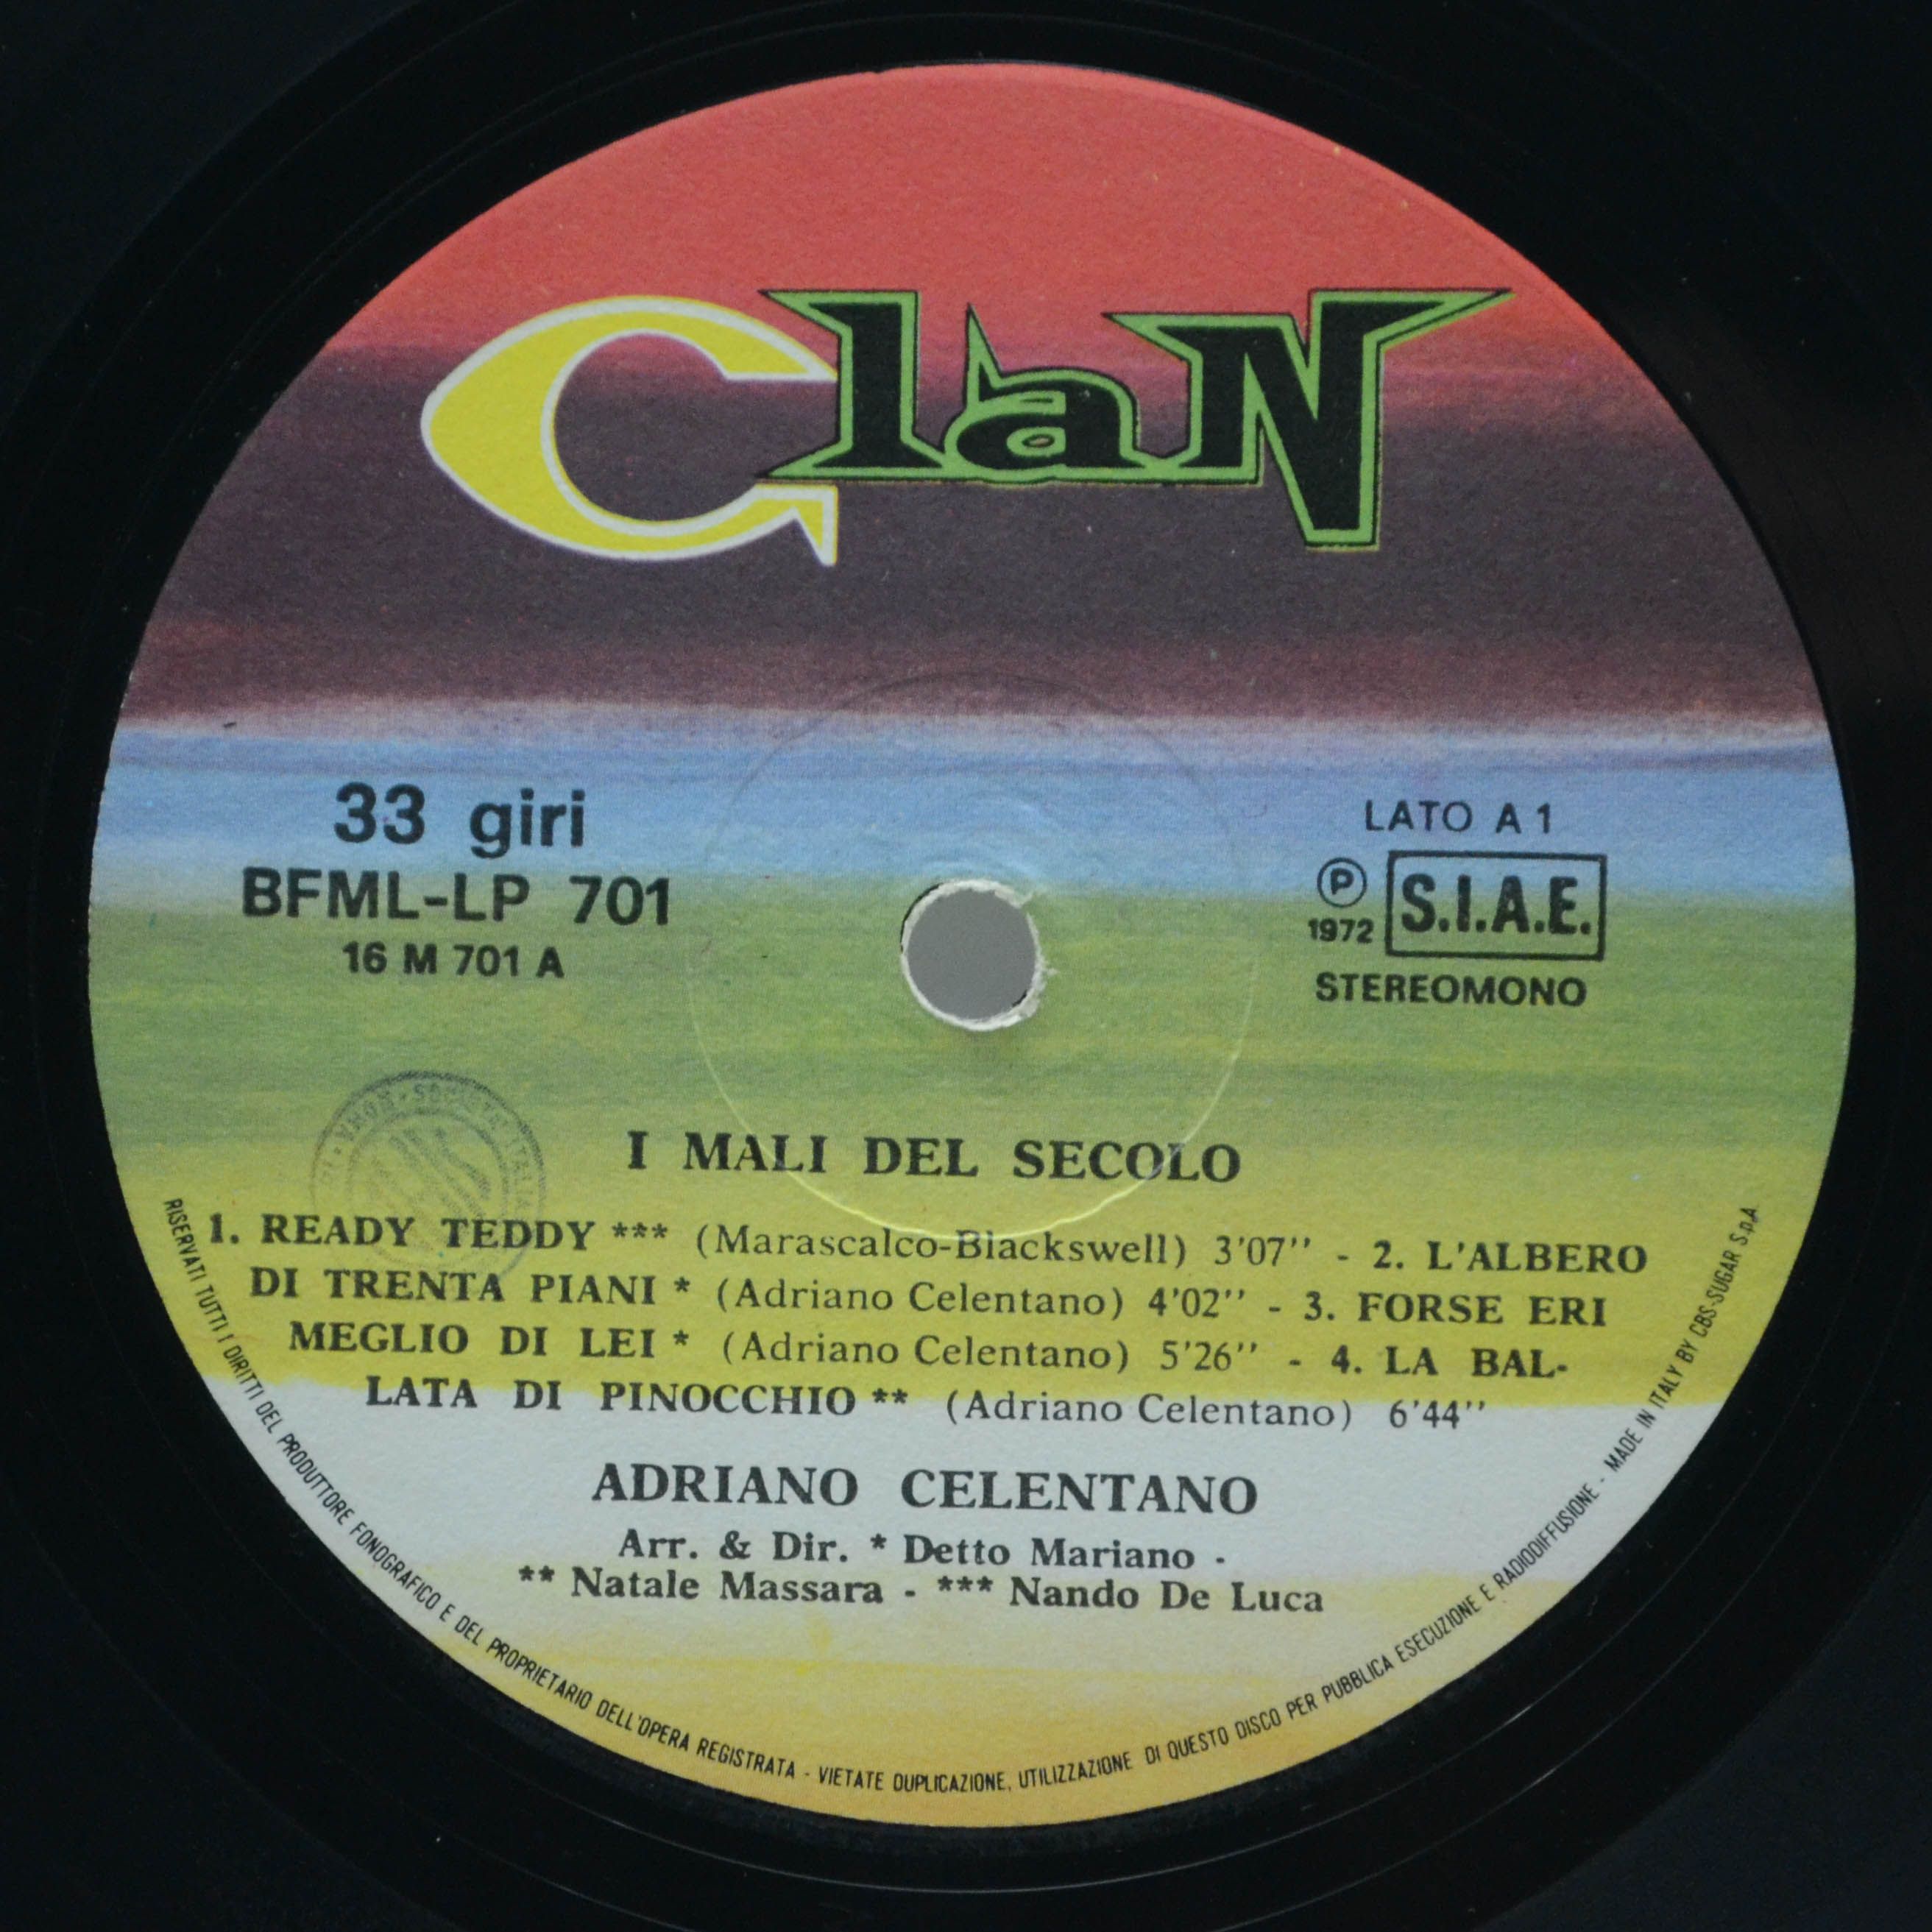 ClaN
33 giri
BFML-LP 701
16 M 701 A
LATO A 1
Ⓟ 1972 S.I.A.E.
STEREOMONO
I MALI DEL SECOLO
1. READY TEDDY *** (Marascalco-Blackswell) 3'07'' - 2. L'ALBERO
DI TRENTA PIANI * (Adriano Celentano) 4'02'' - 3. FORSE ERI
MEGLIO DI LEI * (Adriano Celentano) 5'26'' - 4. LA BAL-
LATA DI PINOCCHIO ** (Adriano Celentano) 6'44''
ADRIANO CELENTANO
Arr. & Dir. * Detto Mariano -
** Natale Massara - *** Nando De Luca
RISERVATI TUTTI I DIRITTI DEL PRODUTTORE FONOGRAFICO E DEL PROPRIETARIO DELL'OPERA REGISTRATA - VIETATE DUPLICAZIONE, UTILIZZAZIONE DI QUESTO DISCO PER PUBBLICA ESECUZIONE E RADIODIFFUSIONE - MADE IN ITALY BY CBS-SUGAR S.p.A.
ROMA - SOCIETA' ITALIANA